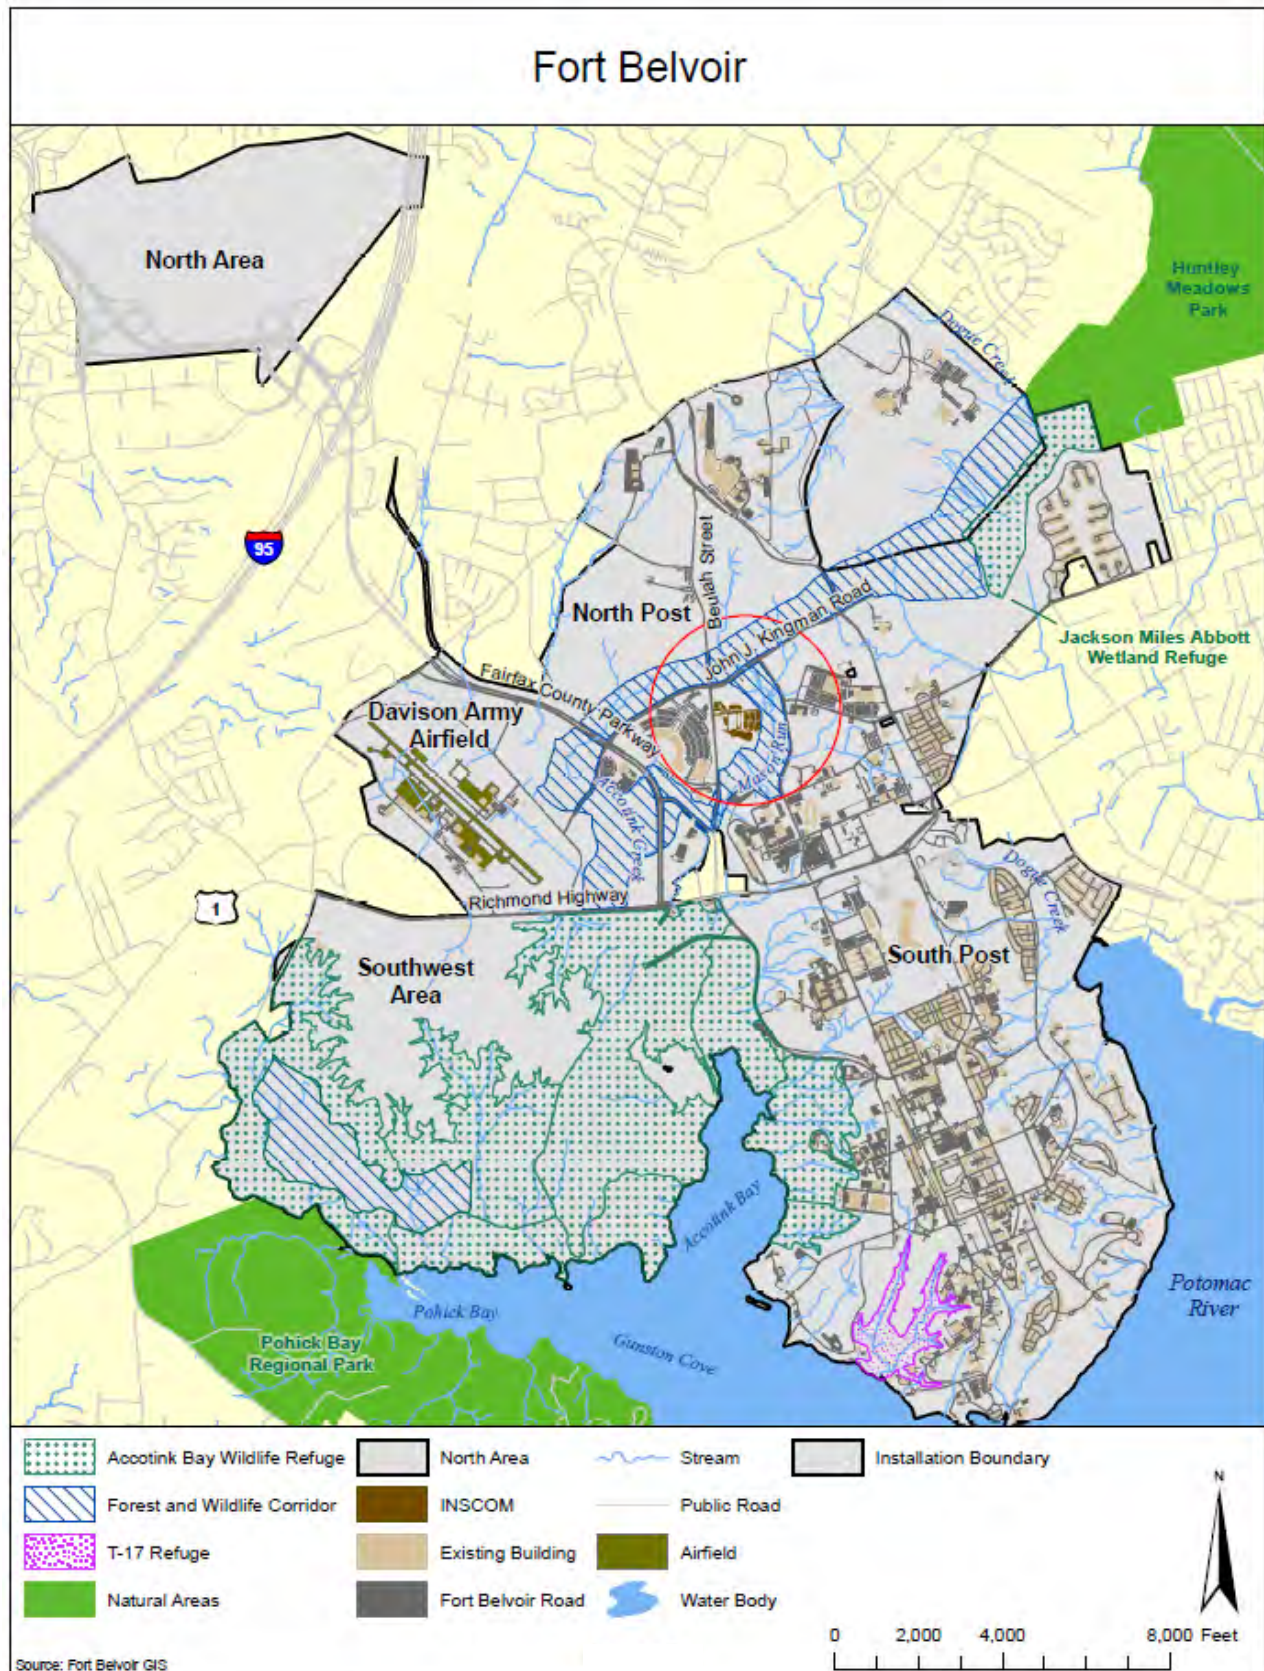 Fort Belvoir
North Area
Huntley
Meadows
Park
Dogue Creek
95
Beulah Street
North Post
John J. Kingman Road
Jackson Miles Abbott
Wetland Refuge
Fairfax County Parkway
Davison Army
Airfield
Mason Run
Accotink Creek
Richmond Highway
1
Dogue Creek
South Post
Southwest
Area
Accotink Bay
Potomac
River
Pohick Bay
Gunston Cove
Pohick Bay
Regional Park
Accotink Bay Wildlife Refuge
North Area
Stream
Installation Boundary
Forest and Wildlife Corridor
INSCOM
Public Road
T-17 Refuge
Existing Building
Airfield
Natural Areas
Fort Belvoir Road
Water Body
N
0 2,000 4,000 8,000 Feet
Source: Fort Belvoir GIS